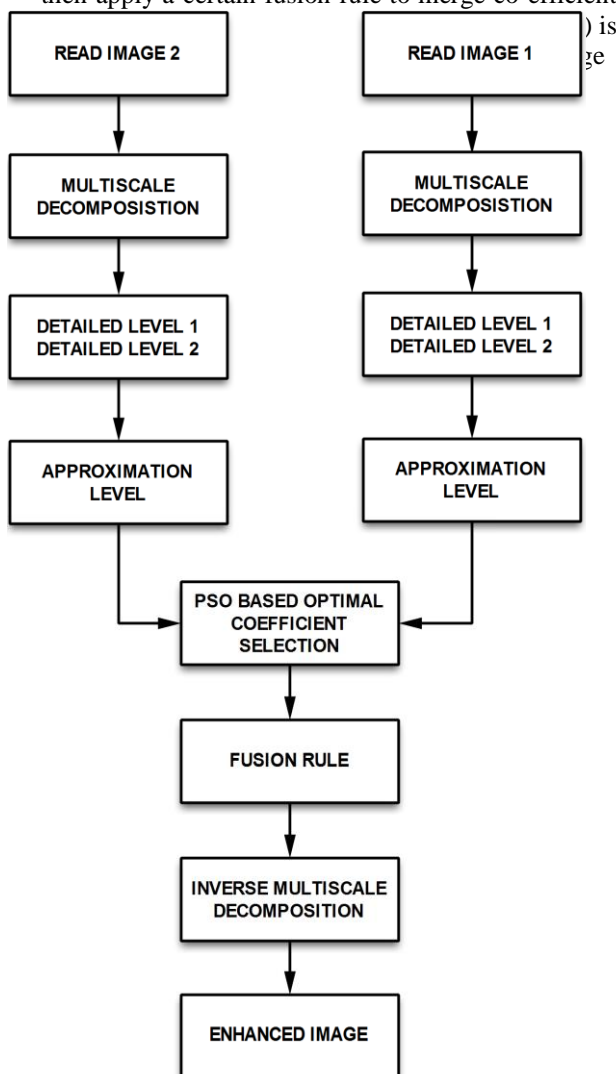 then apply a certain fusion rule to merge co-efficient
) is
ge
READ IMAGE 2
READ IMAGE 1
MULTISCALE
DECOMPOSISTION
MULTISCALE
DECOMPOSISTION
DETAILED LEVEL 1
DETAILED LEVEL 2
DETAILED LEVEL 1
DETAILED LEVEL 2
APPROXIMATION
LEVEL
APPROXIMATION
LEVEL
PSO BASED OPTIMAL
COEFFICIENT
SELECTION
FUSION RULE
INVERSE MULTISCALE
DECOMPOSITION
ENHANCED IMAGE